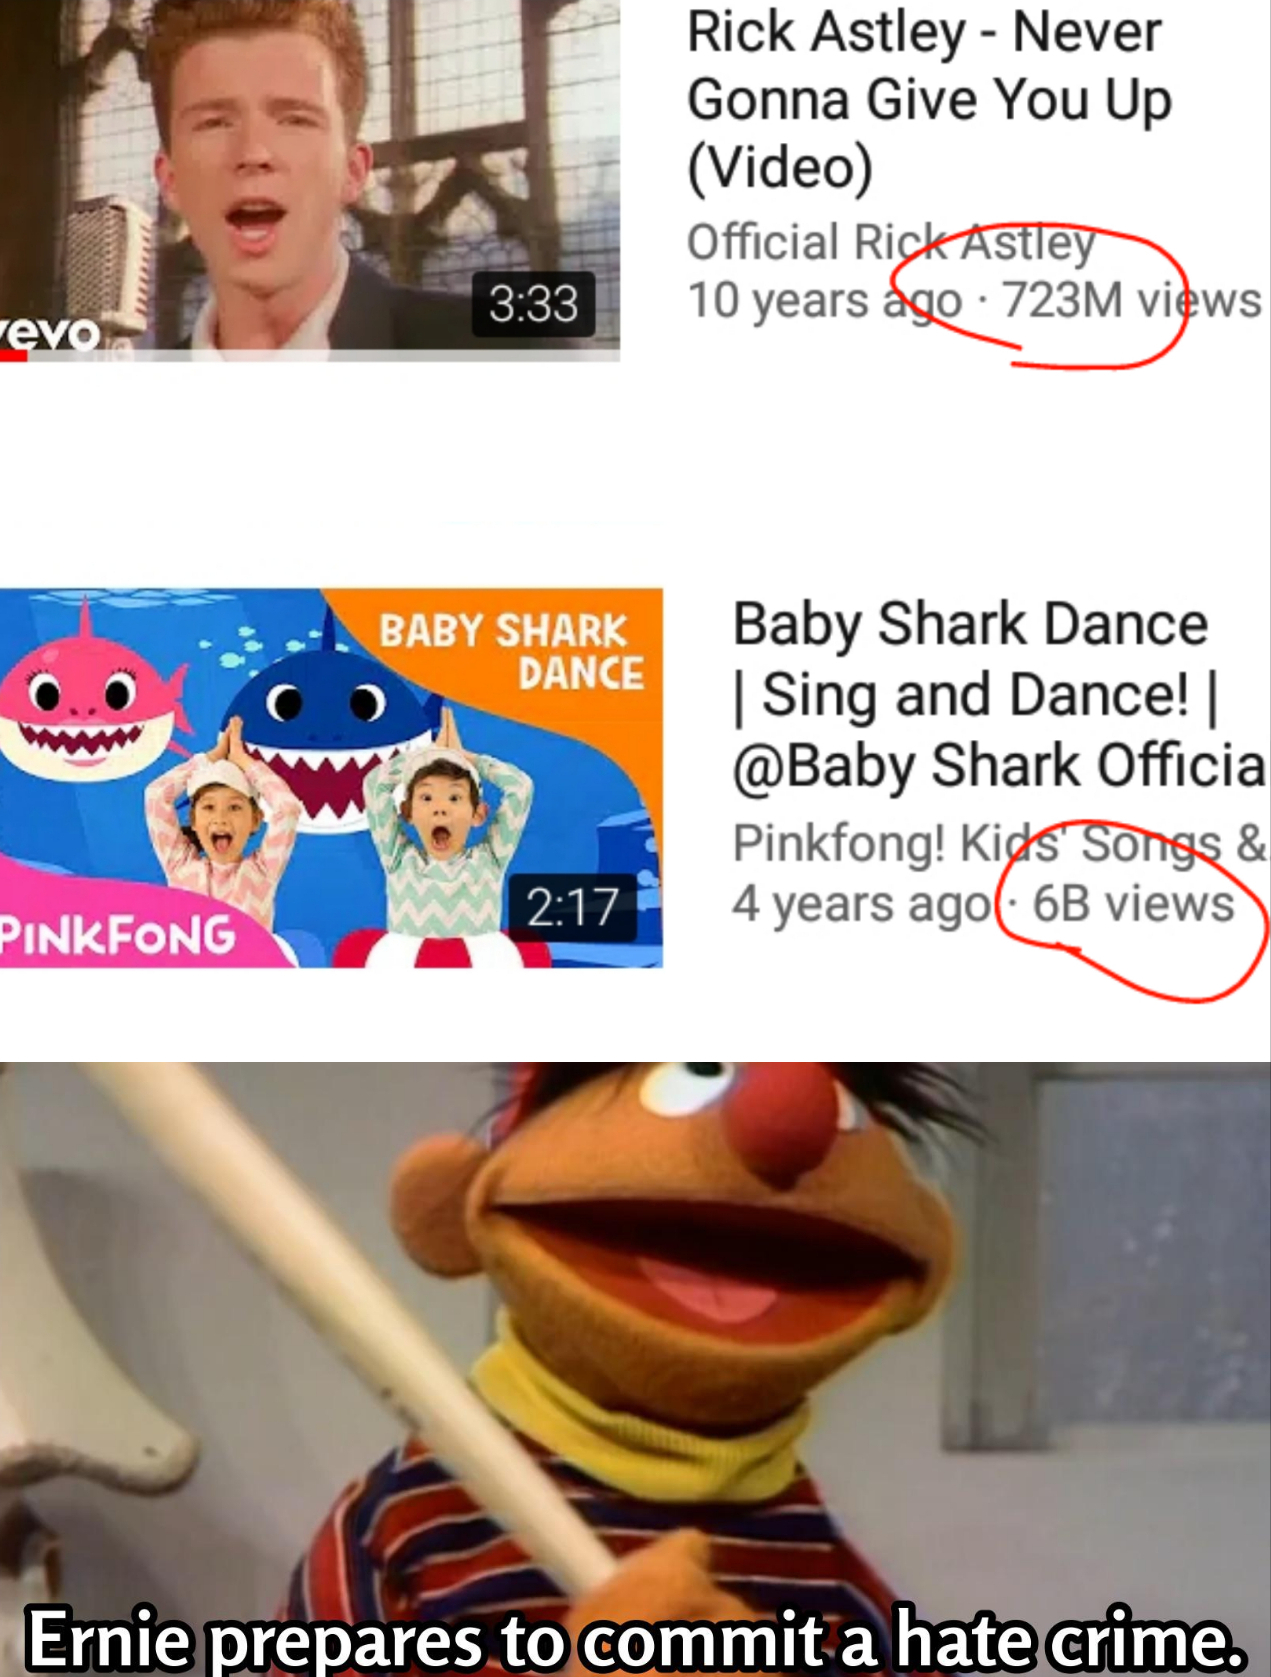 Rick Astley - Never
Gonna Give You Up
(Video)
Official Rick Astley
10 years ago · 723M views
3:33
vevo
BABY SHARK
DANCE
PINKFONG
2:17
Baby Shark Dance
| Sing and Dance! |
@Baby Shark Officia
Pinkfong! Kids' Songs &
4 years ago · 6B views
Ernie prepares to commit a hate crime.